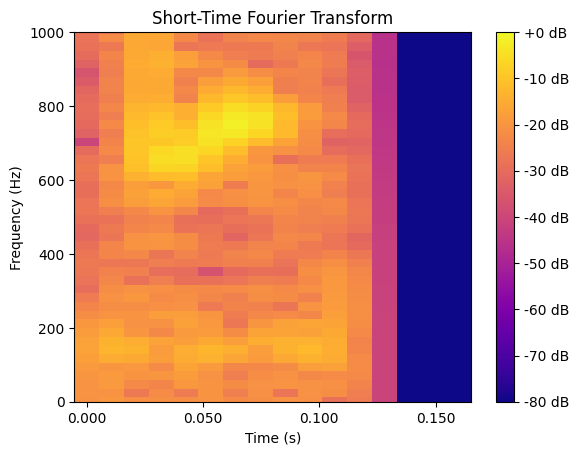 Short-Time Fourier Transform
1000
800
600
400
200
0
Frequency (Hz)
0.000
0.050
0.100
0.150
Time (s)
+0 dB
-10 dB
-20 dB
-30 dB
-40 dB
-50 dB
-60 dB
-70 dB
-80 dB